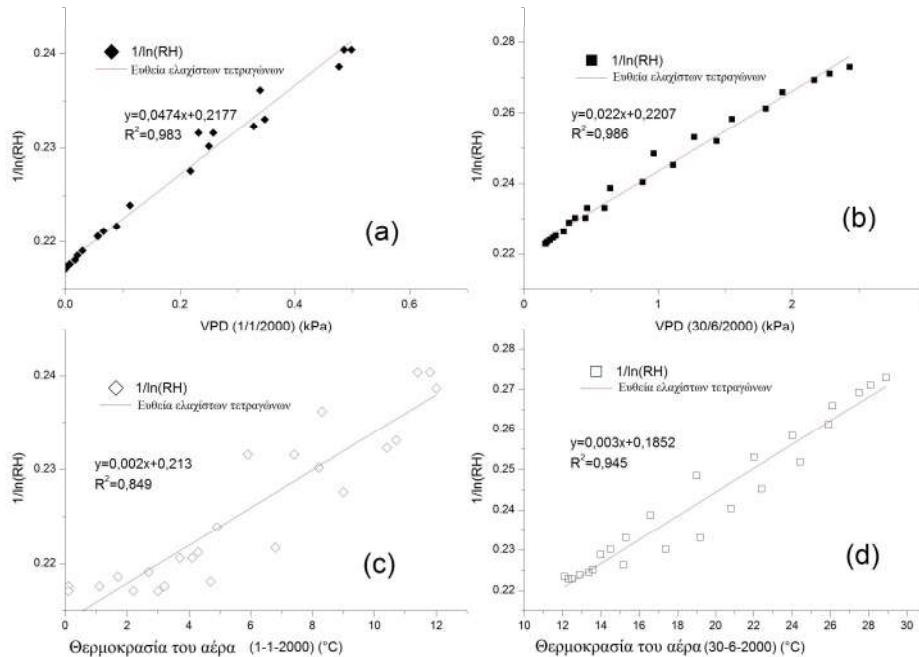 0.24
0.23
0.22
1/ln(RH)
1/ln(RH)
Ευθεία ελαχίστων τετραγώνων
y=0,0474x+0,2177
R²=0,983
(a)
0.0 0.2 0.4 0.6
VPD (1/1/2000) (kPa)
0.28
0.26
0.24
0.22
1/ln(RH)
1/ln(RH)
Ευθεία ελαχίστων τετραγώνων
y=0,022x+0,2207
R²=0,986
(b)
0 1 2
VPD (30/6/2000) (kPa)
0.24
0.23
0.22
1/ln(RH)
1/ln(RH)
Ευθεία ελαχίστων τετραγώνων
y=0,002x+0,213
R²=0,849
(c)
0 2 4 6 8 10 12
Θερμοκρασία του αέρα (1-1-2000) (°C)
0.28
0.27
0.26
0.25
0.24
0.23
0.22
1/ln(RH)
1/ln(RH)
Ευθεία ελαχίστων τετραγώνων
y=0,003x+0,1852
R²=0,945
(d)
10 12 14 16 18 20 22 24 26 28 30
Θερμοκρασία του αέρα (30-6-2000) (°C)